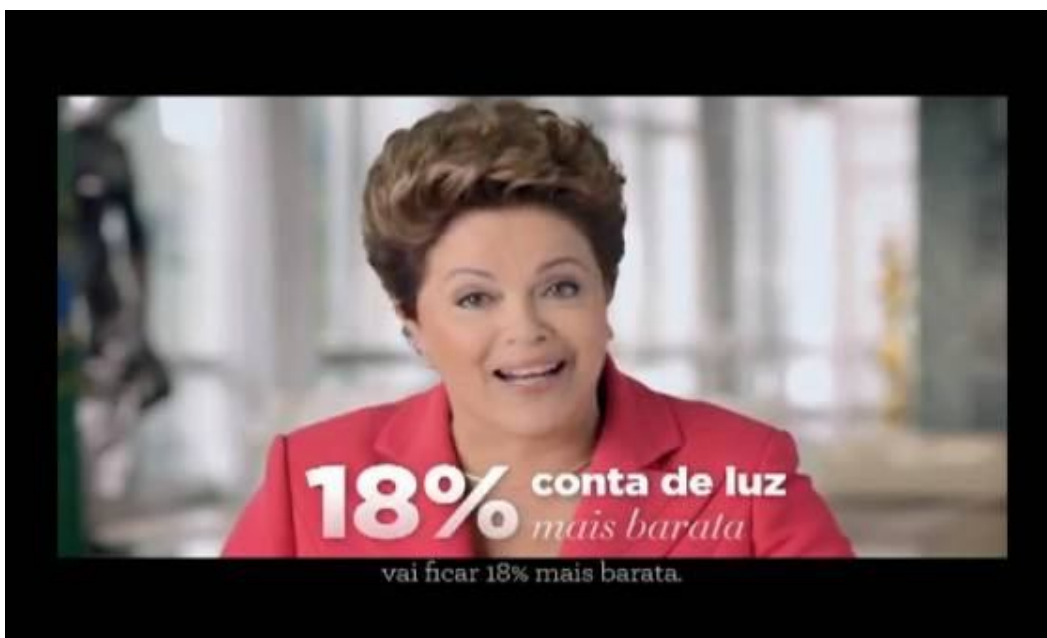 18% conta de luz
mais barata
vai ficar 18% mais barata.